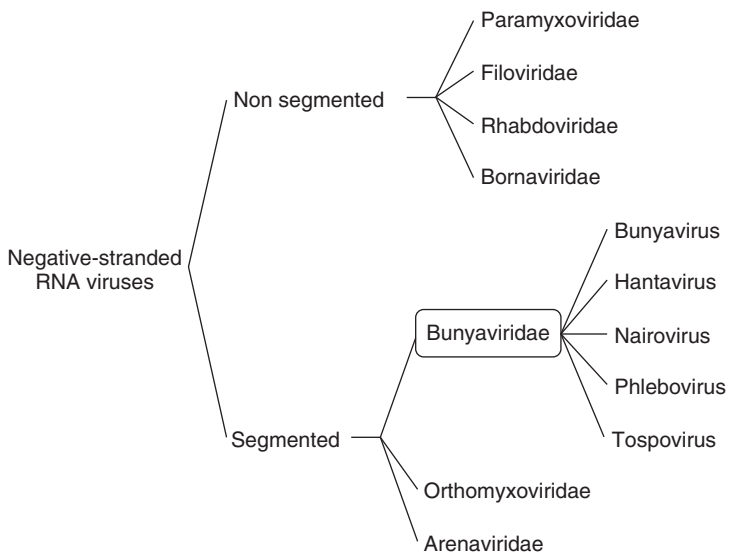 Paramyxoviridae
Filoviridae
Non segmented
Rhabdoviridae
Bornaviridae
Negative-stranded
RNA viruses
Bunyavirus
Hantavirus
Bunyaviridae
Nairovirus
Phlebovirus
Tospovirus
Segmented
Orthomyxoviridae
Arenaviridae